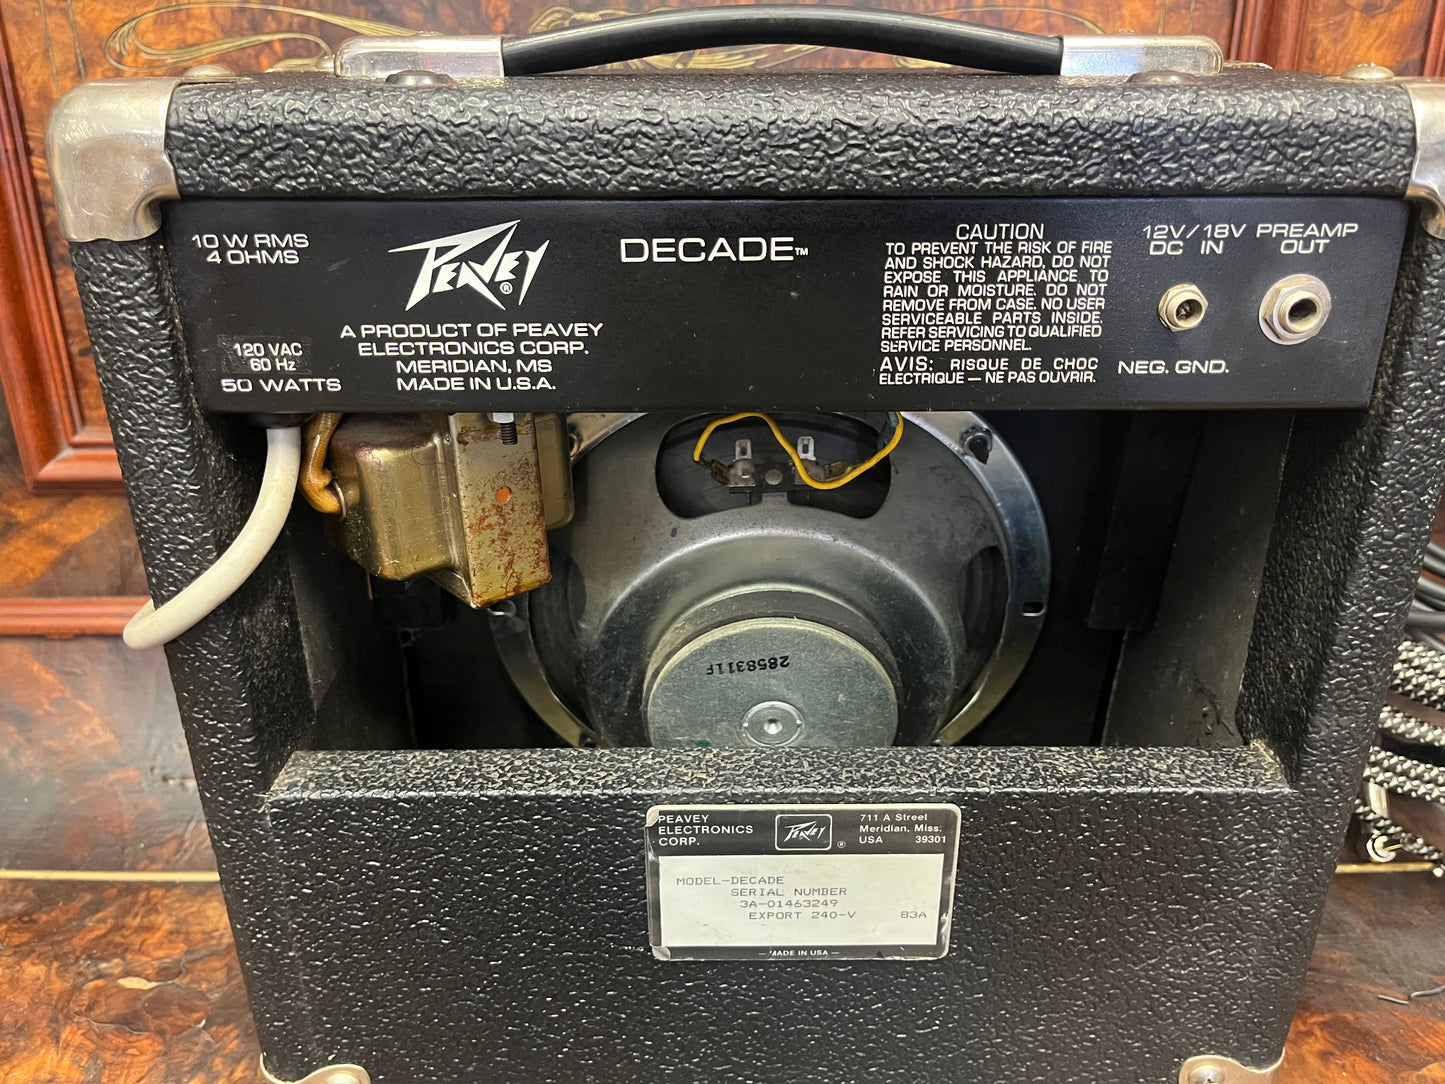 10 W RMS
4 OHMS
120 VAC
60 Hz
50 WATTS
PEAVEY®
A PRODUCT OF PEAVEY
ELECTRONICS CORP.
MERIDIAN, MS
MADE IN U.S.A.
DECADE™
CAUTION
TO PREVENT THE RISK OF FIRE
AND SHOCK HAZARD, DO NOT
EXPOSE THIS APPLIANCE TO
RAIN OR MOISTURE. DO NOT
REMOVE FROM CASE. NO USER
SERVICEABLE PARTS INSIDE.
REFER SERVICING TO QUALIFIED
SERVICE PERSONNEL.
AVIS: RISQUE DE CHOC
ELECTRIQUE — NE PAS OUVRIR.
12V/18V
DC IN
NEG. GND.
PREAMP
OUT
2858311F
PEAVEY
ELECTRONICS
CORP.
PEAVEY®
711 A Street
Meridian, Miss.
USA 39301
MODEL-DECADE
SERIAL NUMBER
3A-01463249
EXPORT 240-V 83A
— MADE IN USA —